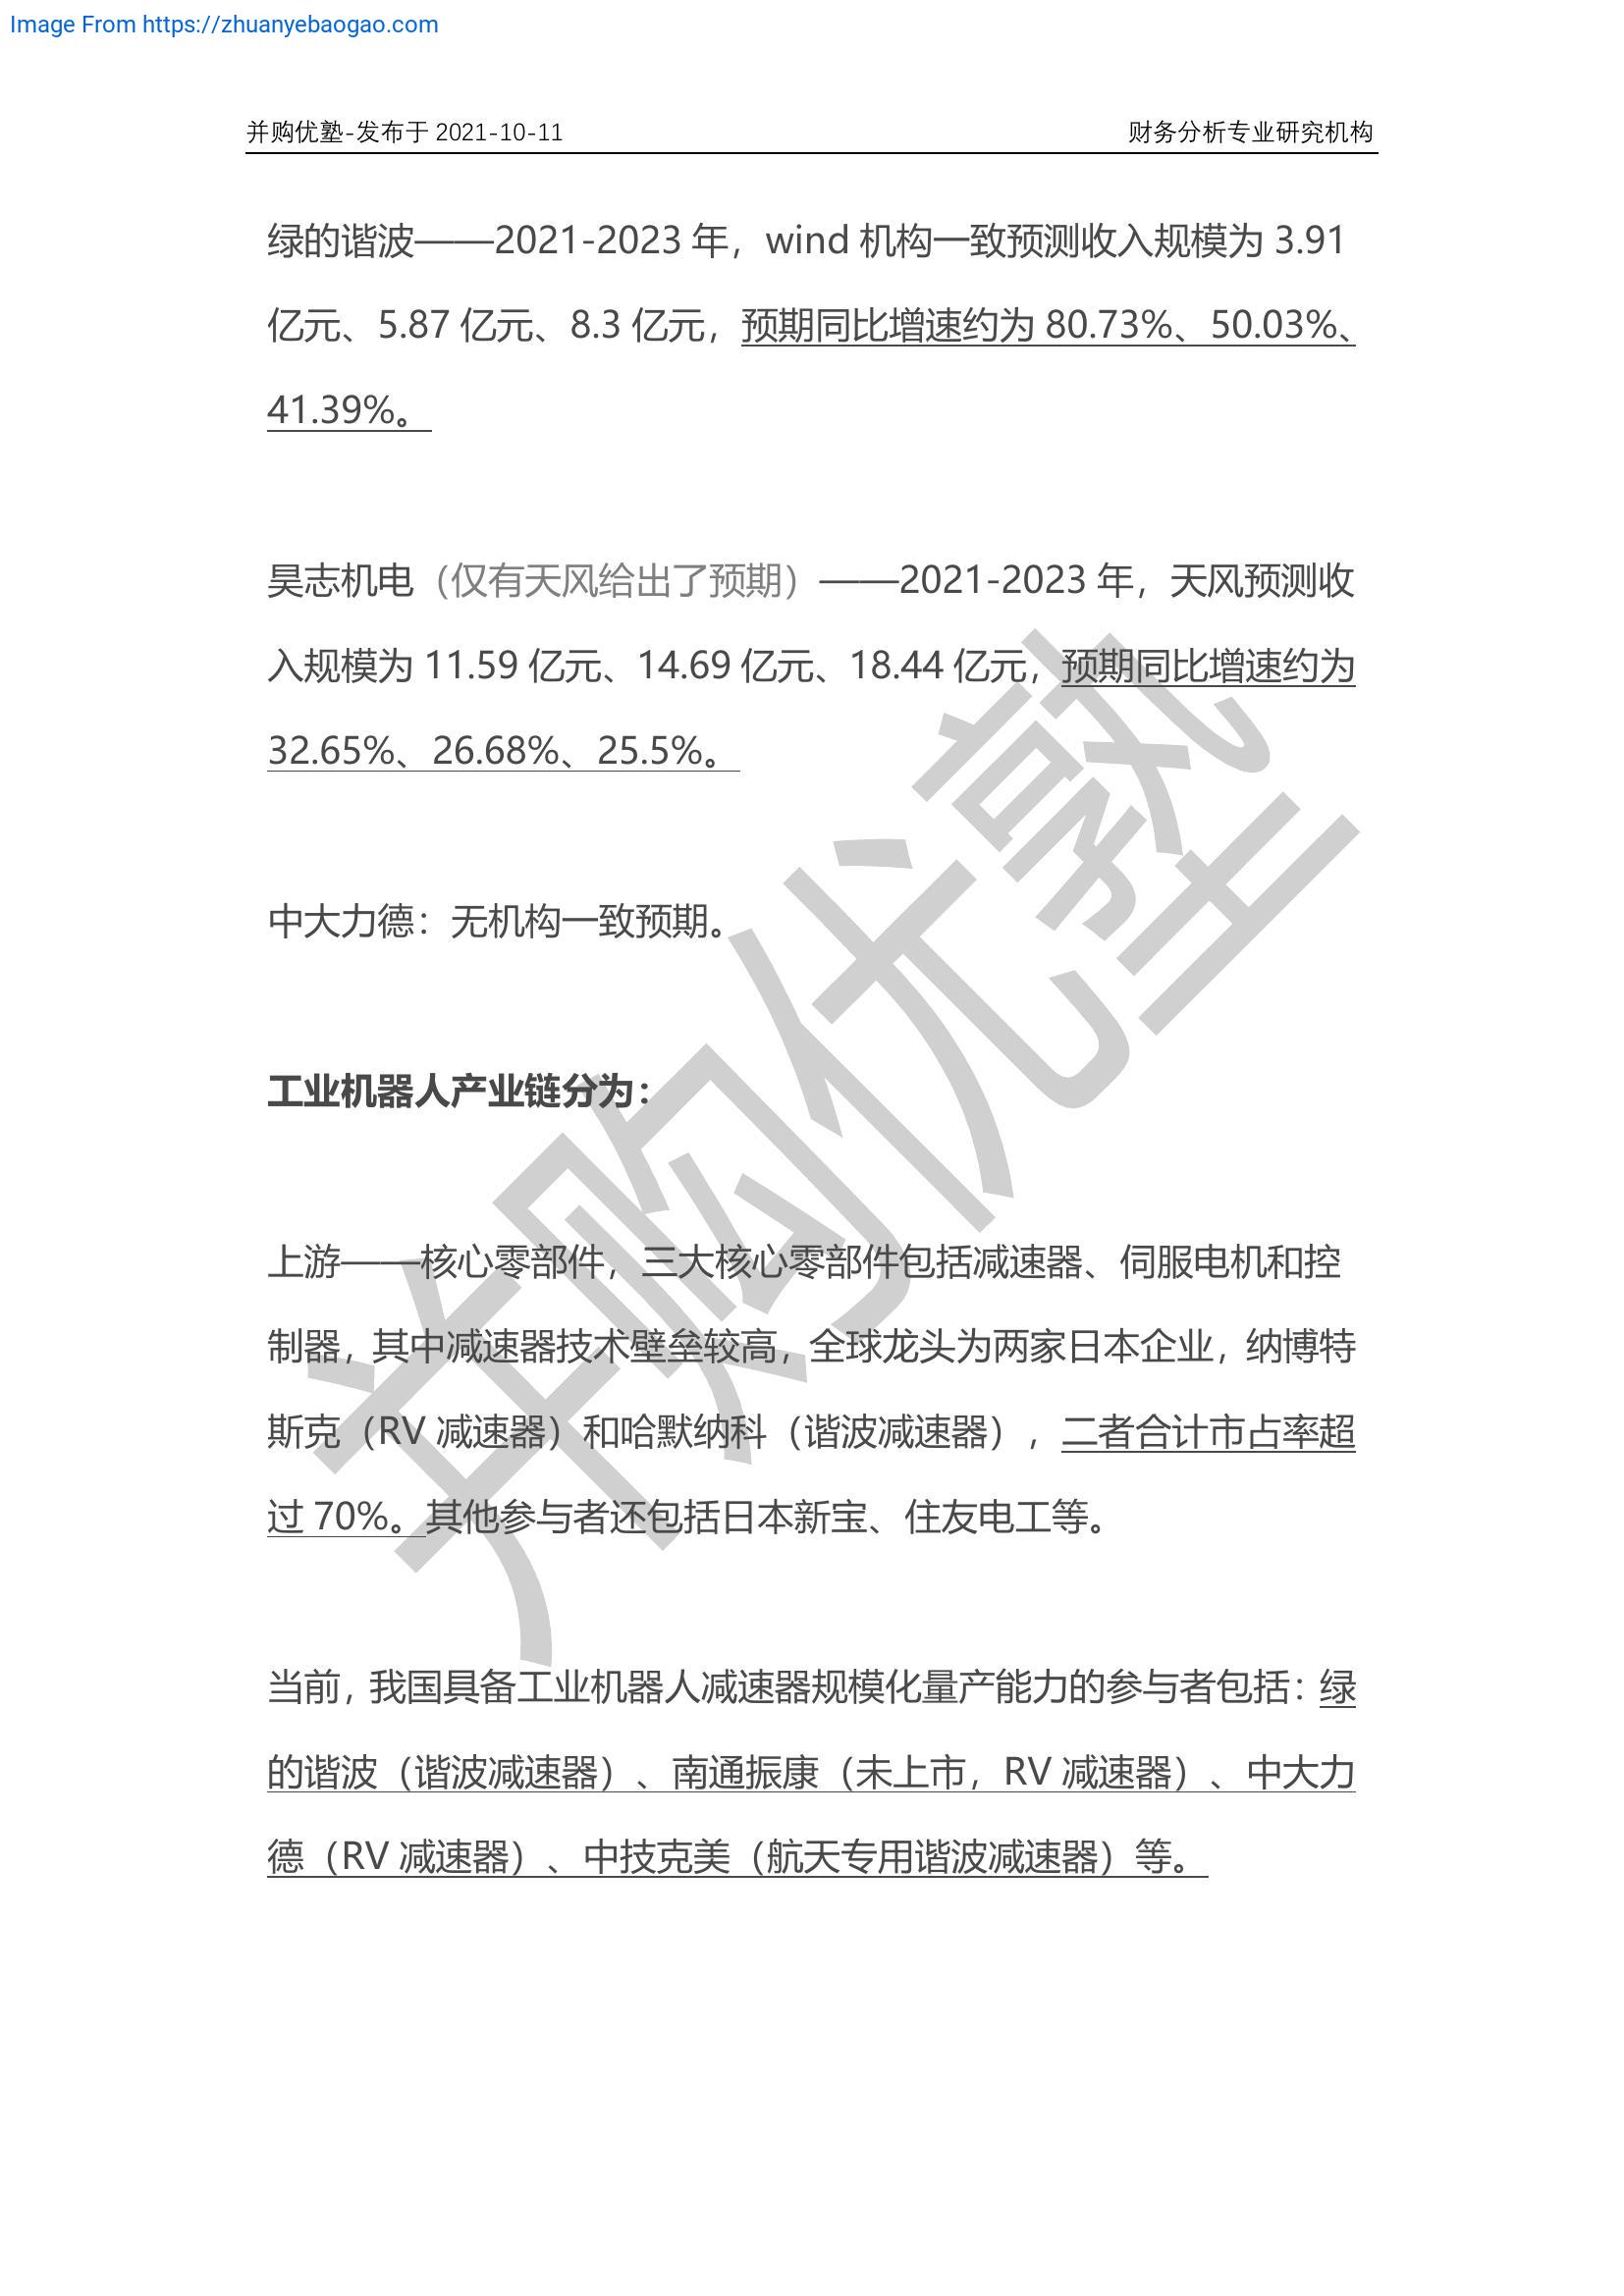 Image From https://zhuanyebaogao.com
并购优塾-发布于 2021-10-11 财务分析专业研究机构
绿的谐波——2021-2023 年，wind 机构一致预测收入规模为 3.91
亿元、5.87 亿元、8.3 亿元，预期同比增速约为 80.73%、50.03%、
41.39%。
昊志机电（仅有天风给出了预期）——2021-2023 年，天风预测收
入规模为 11.59 亿元、14.69 亿元、18.44 亿元，预期同比增速约为
32.65%、26.68%、25.5%。
中大力德：无机构一致预期。
工业机器人产业链分为：
上游——核心零部件，三大核心零部件包括减速器、伺服电机和控
制器，其中减速器技术壁垒较高，全球龙头为两家日本企业，纳博特
斯克（RV 减速器）和哈默纳科（谐波减速器），二者合计市占率超
过 70%。其他参与者还包括日本新宝、住友电工等。
当前，我国具备工业机器人减速器规模化量产能力的参与者包括：绿
的谐波（谐波减速器）、南通振康（未上市，RV 减速器）、中大力
德（RV 减速器）、中技克美（航天专用谐波减速器）等。
并购优塾